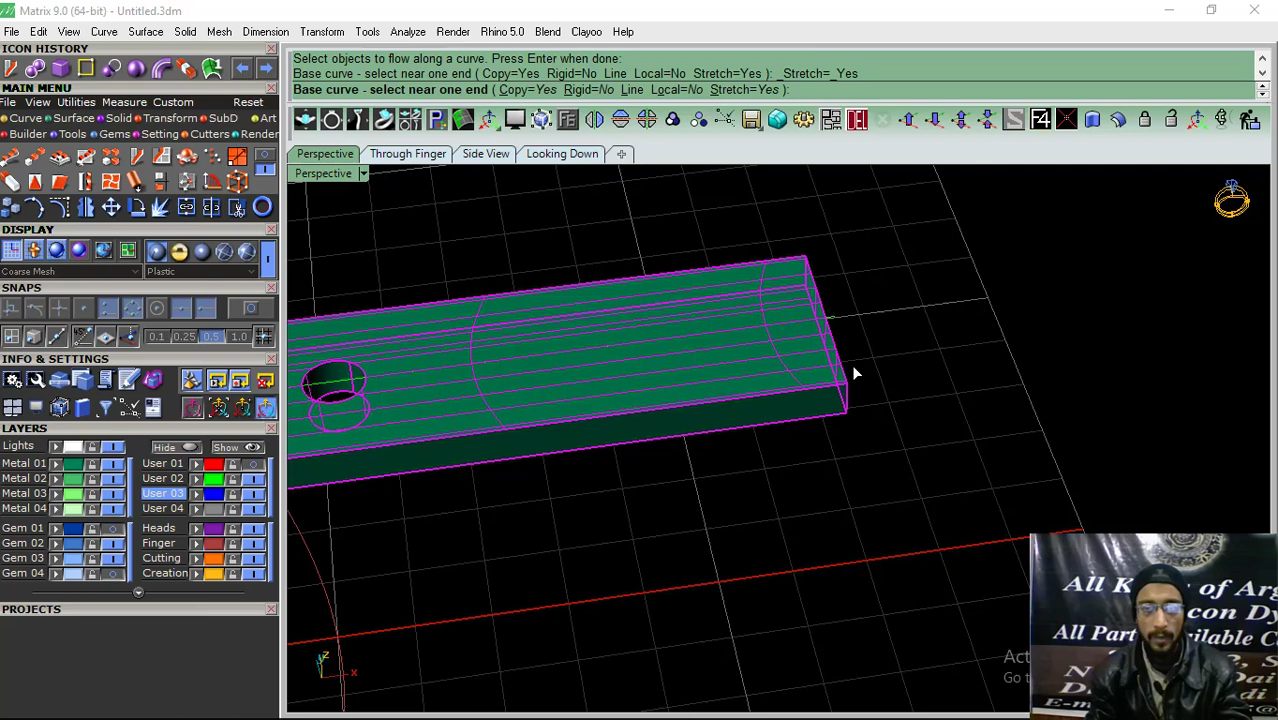 Matrix 9.0 (64-bit) - Untitled.3dm
File Edit View Curve Surface Solid Mesh Dimension Transform Tools Analyze Render Rhino 5.0 Blend Clayoo Help
ICON HISTORY
Select objects to flow along a curve. Press Enter when done:
Base curve - select near one end ( Copy=Yes Rigid=No Line Local=No Stretch=Yes ): _Stretch=_Yes
Base curve - select near one end ( Copy=Yes Rigid=No Line Local=No Stretch=Yes ):
MAIN MENU
File View Utilities Measure Custom Reset
Curve Surface Solid Transform SubD Art
Builder Tools Gems Setting Cutters Render
Perspective Through Finger Side View Looking Down
Perspective
DISPLAY
Coarse Mesh Plastic
SNAPS
0.1 0.25 0.5 1.0
INFO & SETTINGS
LAYERS
Lights Hide Show
Metal 01 User 01
Metal 02 User 02
Metal 03 User 03
Metal 04 User 04
Gem 01 Heads
Gem 02 Finger
Gem 03 Cutting
Gem 04 Creation
PROJECTS
z
x
All K of Ar
con Dy
All Part vailable C
Act
Go to